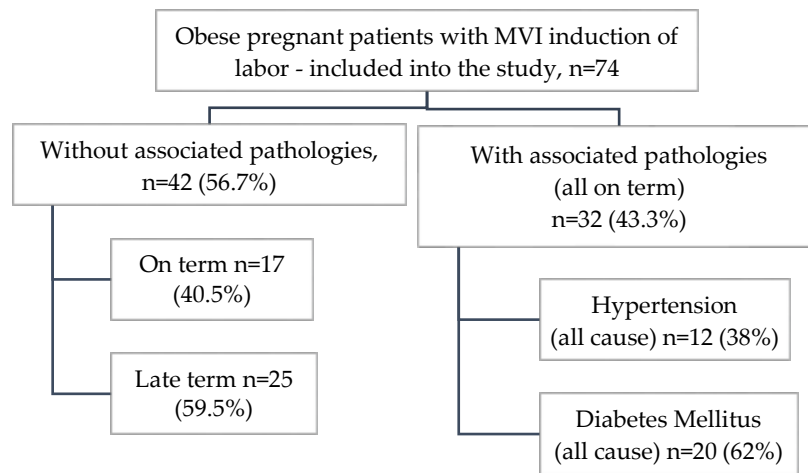 Obese pregnant patients with MVI induction of
labor - included into the study, n=74
Without associated pathologies,
n=42 (56.7%)
On term n=17
(40.5%)
Late term n=25
(59.5%)
With associated pathologies
(all on term)
n=32 (43.3%)
Hypertension
(all cause) n=12 (38%)
Diabetes Mellitus
(all cause) n=20 (62%)